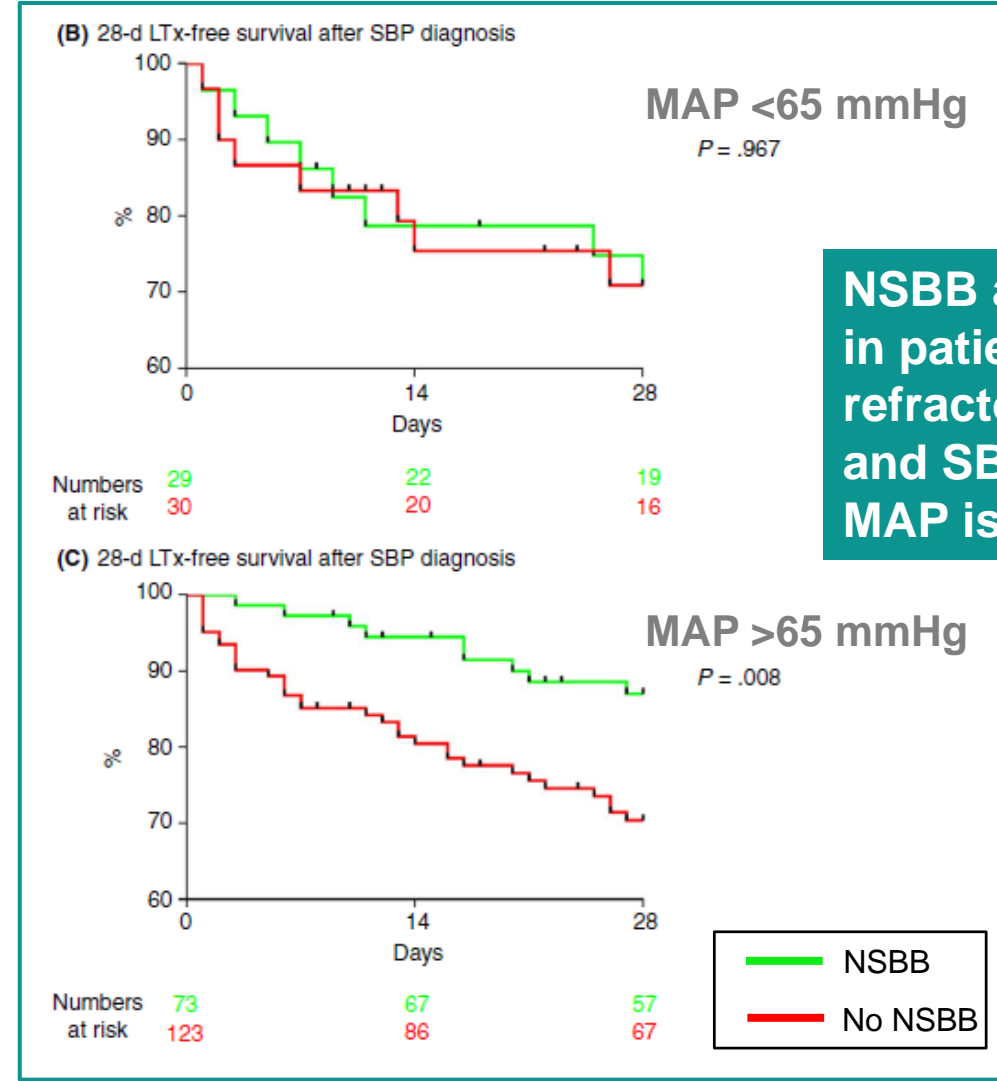 (B) 28-d LTx-free survival after SBP diagnosis
MAP <65 mmHg
P = .967
100
90
80
70
60
%
0 14 28
Days
Numbers at risk
29 22 19
30 20 16
NSBB
in patie
refracto
and SB
MAP is
(C) 28-d LTx-free survival after SBP diagnosis
MAP >65 mmHg
P = .008
100
90
80
70
60
%
0 14 28
Days
Numbers at risk
73 67 57
123 86 67
NSBB
No NSBB